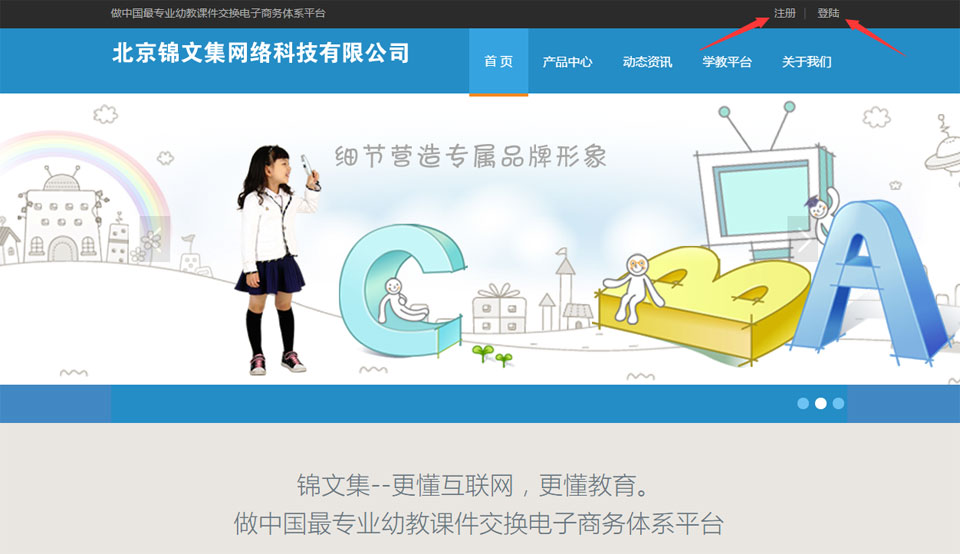 做中国最专业幼教课件交换电子商务体系平台
注册 | 登陆
北京锦文集网络科技有限公司
首 页 产品中心 动态资讯 学教平台 关于我们
细节营造专属品牌形象
C B A
锦文集--更懂互联网，更懂教育。
做中国最专业幼教课件交换电子商务体系平台